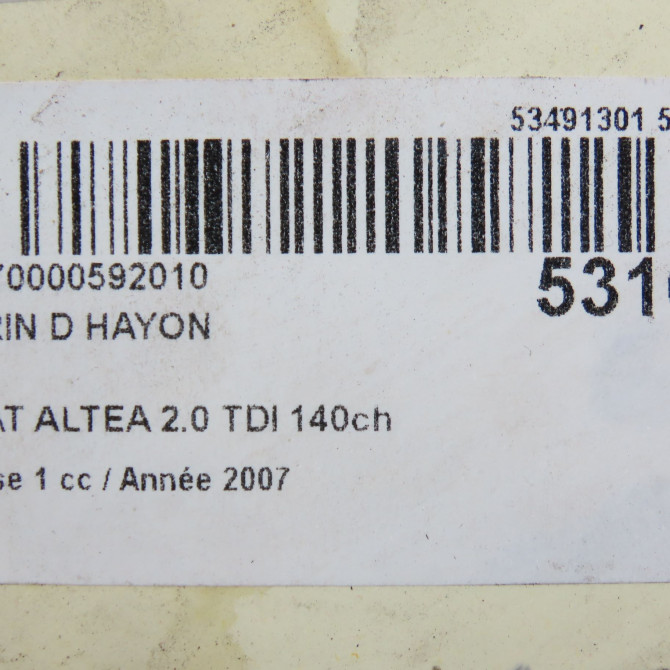 53491301 5
70000592010
531
RIN D HAYON
AT ALTEA 2.0 TDI 140ch
se 1 cc / Année 2007